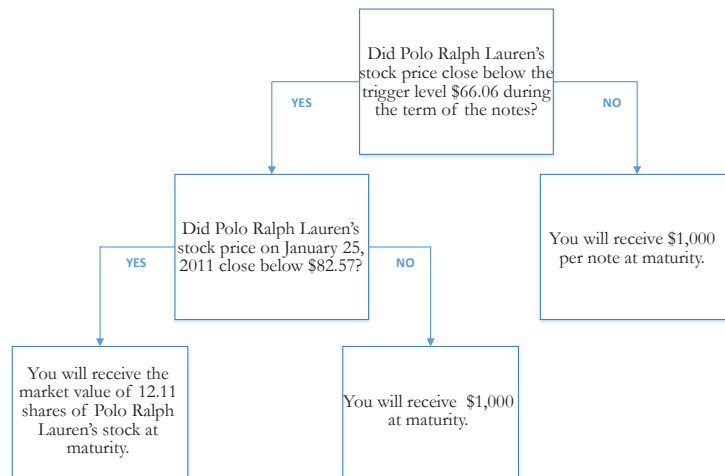 Did Polo Ralph Lauren's
stock price close below the
trigger level $66.06 during
the term of the notes?
YES
NO
Did Polo Ralph Lauren's
stock price on January 25,
2011 close below $82.57?
You will receive $1,000
per note at maturity.
YES
NO
You will receive the
market value of 12.11
shares of Polo Ralph
Lauren's stock at
maturity.
You will receive $1,000
at maturity.